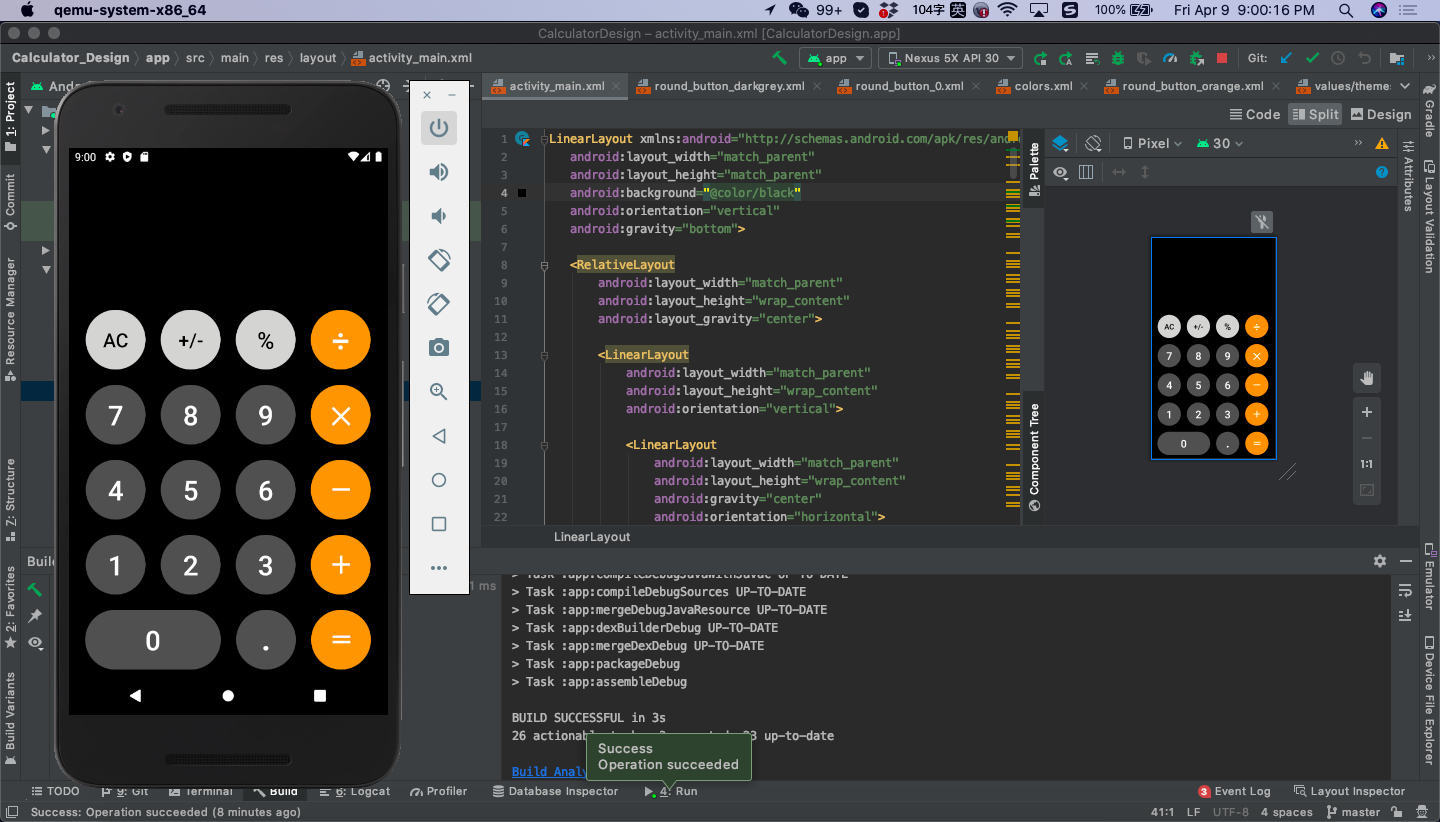 qemu-system-x86_64
99+
104字
英
S
100%
Fri Apr 9 9:00:16 PM
CalculatorDesign – activity_main.xml [CalculatorDesign.app]
Calculator_Design
app
src
main
res
layout
activity_main.xml
app
Nexus 5X API 30
Git:
activity_main.xml
round_button_darkgrey.xml
round_button_0.xml
colors.xml
round_button_orange.xml
values/theme
Code
Split
Design
1: Project
Commit
Resource Manager
Z: Structure
2: Favorites
Build Variants
9:00
AC
+/-
%
÷
7
8
9
×
4
5
6
−
1
2
3
+
0
.
=
1 LinearLayout xmlns:android="http://schemas.android.com/apk/res/and
2 android:layout_width="match_parent"
3 android:layout_height="match_parent"
4 android:background="@color/black"
5 android:orientation="vertical"
6 android:gravity="bottom">
7
8 <RelativeLayout
9 android:layout_width="match_parent"
10 android:layout_height="wrap_content"
11 android:layout_gravity="center">
12
13 <LinearLayout
14 android:layout_width="match_parent"
15 android:layout_height="wrap_content"
16 android:orientation="vertical">
17
18 <LinearLayout
19 android:layout_width="match_parent"
20 android:layout_height="wrap_content"
21 android:gravity="center"
22 android:orientation="horizontal">
LinearLayout
Palette
Component Tree
Pixel
30
AC
+/-
%
÷
7
8
9
×
4
5
6
−
1
2
3
+
0
.
=
1:1
Gradle
Layout Validation
Attributes
Emulator
Device File Explorer
1 ms
> Task :app:compileDebugJavaWithJavac UP-TO-DATE
> Task :app:compileDebugSources UP-TO-DATE
> Task :app:mergeDebugJavaResource UP-TO-DATE
> Task :app:dexBuilderDebug UP-TO-DATE
> Task :app:mergeDexDebug UP-TO-DATE
> Task :app:packageDebug
> Task :app:assembleDebug
BUILD SUCCESSFUL in 3s
up-to-date
Success
Operation succeeded
TODO
9: Git
Terminal
Build
6: Logcat
Profiler
Database Inspector
4: Run
3 Event Log
Layout Inspector
Success: Operation succeeded (8 minutes ago)
41:1
LF
UTF-8
4 spaces
master